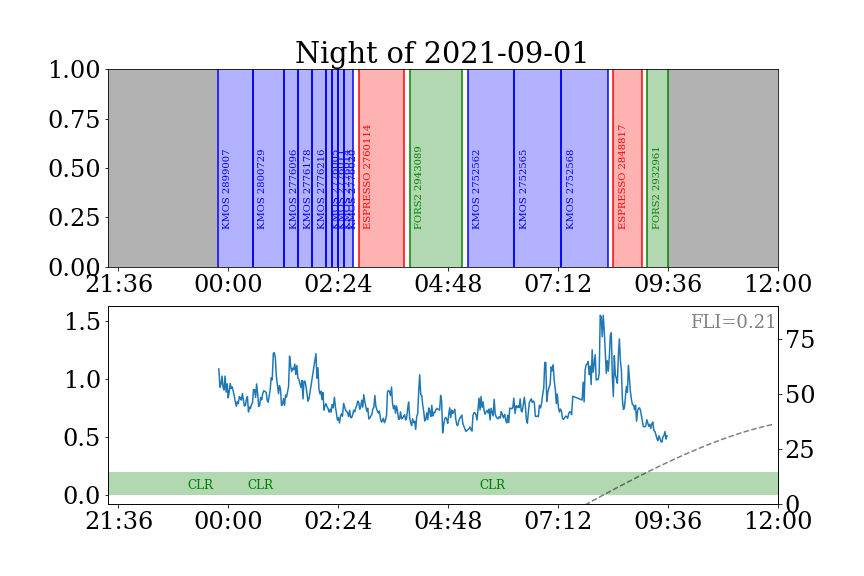 Night of 2021-09-01
1.00
0.75
0.50
0.25
0.00
KMOS 2899007
KMOS 2800729
KMOS 2776096
KMOS 2776178
KMOS 2776216
ESPRESSO 2760114
FORS2 2943089
KMOS 2752562
KMOS 2752565
KMOS 2752568
ESPRESSO 2848817
FORS2 2932961
21:36 00:00 02:24 04:48 07:12 09:36 12:00
FLI=0.21
1.5
1.0
0.5
0.0
75
50
25
0
CLR CLR CLR
21:36 00:00 02:24 04:48 07:12 09:36 12:00